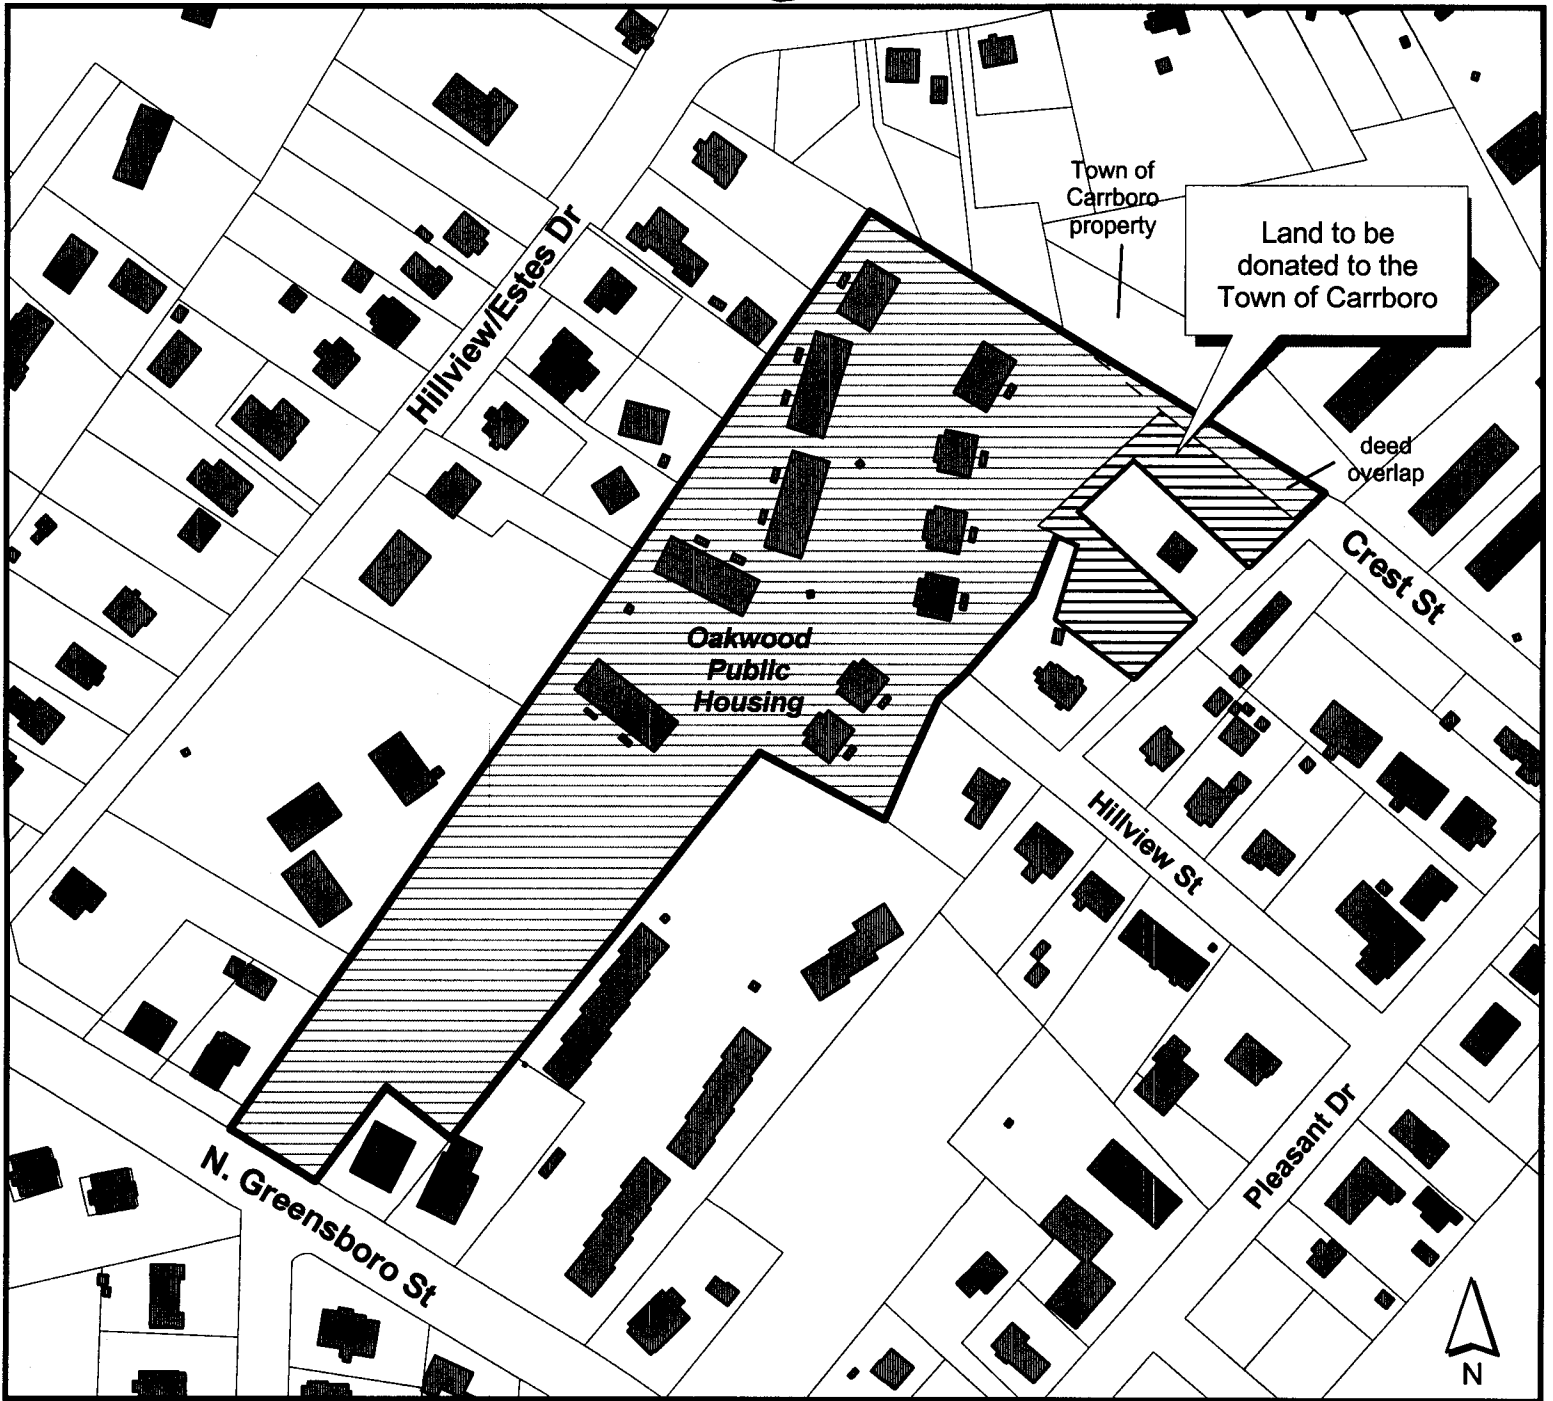 Town of
Carrboro
property
Land to be
donated to the
Town of Carrboro
Hillview/Estes Dr
deed
overlap
Crest St
Oakwood
Public
Housing
Hillview St
Pleasant Dr
N. Greensboro St
N